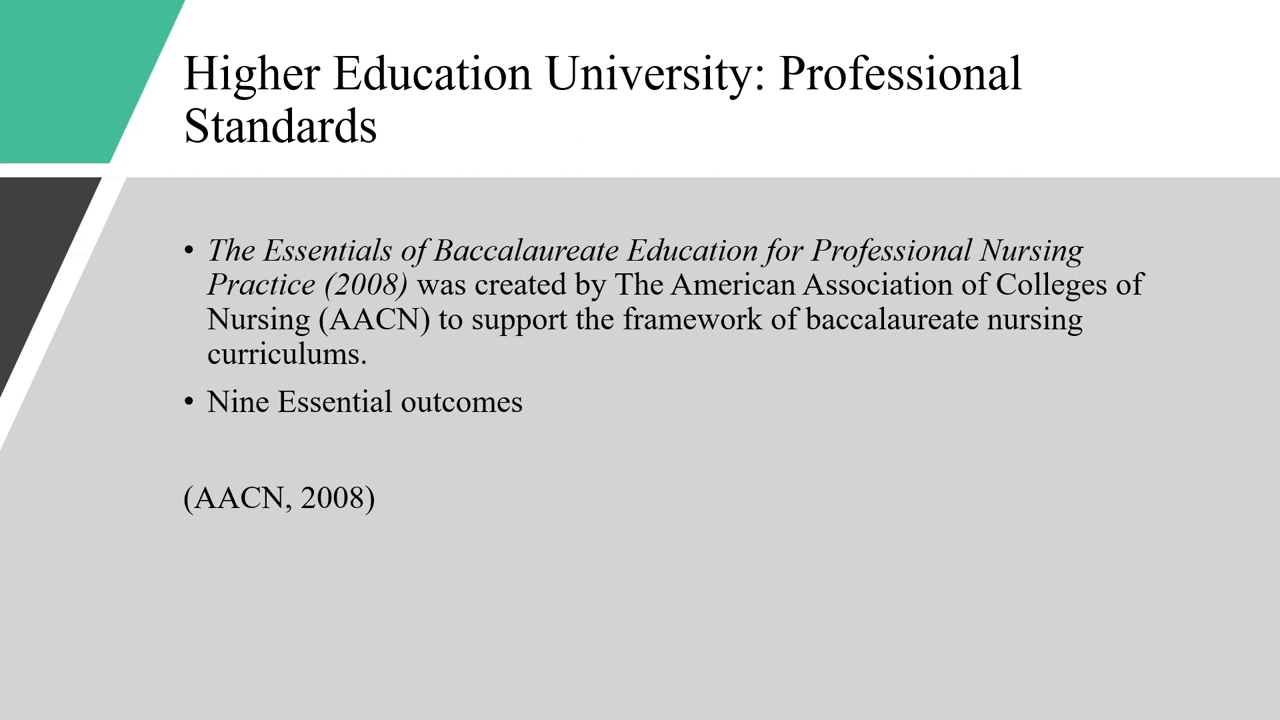 Higher Education University: Professional
Standards
• The Essentials of Baccalaureate Education for Professional Nursing
Practice (2008) was created by The American Association of Colleges of
Nursing (AACN) to support the framework of baccalaureate nursing
curriculums.
• Nine Essential outcomes
(AACN, 2008)